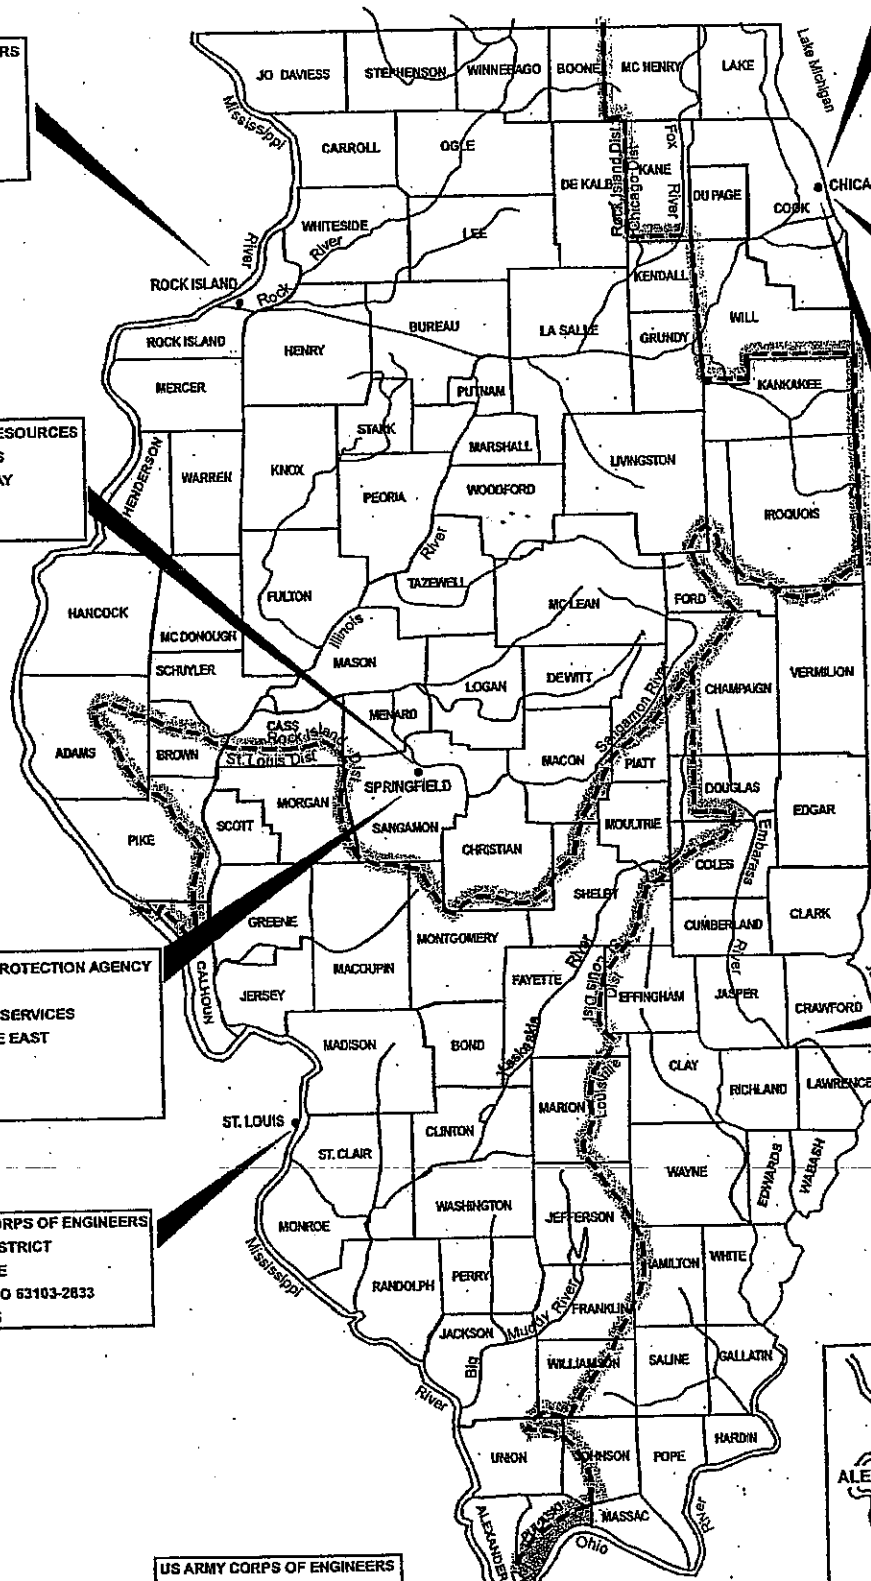 RS
JO DAVIESS
STEPHENSON
WINNEBAGO
BOONE
MC HENRY
LAKE
Lake Michigan
Mississippi
CARROLL
OGLE
Rock Island Dist.
Chicago Dist
Fox
KANE
DE KALB
River
DU PAGE
COOK
CHICA
WHITESIDE
River
LEE
River
ROCK ISLAND
Rock
KENDALL
ROCK ISLAND
HENRY
BUREAU
LA SALLE
GRUNDY
WILL
MERCER
PUTNAM
KANKAKEE
ESOURCES
S
AY
HENDERSON
WARREN
KNOX
STARK
MARSHALL
LIVINGSTON
PEORIA
WOODFORD
IROQUOIS
River
HANCOCK
FULTON
TAZEWELL
MC LEAN
FORD
MC DONOUGH
Illinois
SCHUYLER
MASON
LOGAN
DEWITT
CHAMPAIGN
VERMILION
Sangamon River
MENARD
CASS
Rock Island
Dist
St. Louis Dist
ADAMS
BROWN
MACON
PIATT
SPRINGFIELD
MORGAN
DOUGLAS
EDGAR
PIKE
SCOTT
SANGAMON
CHRISTIAN
MOULTRIE
Embarass
COLES
SHELBY
GREENE
CUMBERLAND
CLARK
MONTGOMERY
River
River
ROTECTION AGENCY
SERVICES
E EAST
CALHOUN
MACOUPIN
JERSEY
FAYETTE
St. Louis Dist
EFFINGHAM
JASPER
CRAWFORD
MADISON
BOND
Kaskaskia
Louisville
CLAY
RICHLAND
LAWRENCE
MARION
ST. LOUIS
CLINTON
ST. CLAIR
WAYNE
EDWARDS
WABASH
ORPS OF ENGINEERS
STRICT
E
O 63103-2833
S
WASHINGTON
MONROE
JEFFERSON
Mississippi
HAMILTON
WHITE
RANDOLPH
PERRY
FRANKLIN
JACKSON
Big
Muddy River
WILLIAMSON
SALINE
GALLATIN
River
UNION
JOHNSON
POPE
HARDIN
ALE
ALEXANDER
PULASKI
MASSAC
River
Ohio
US ARMY CORPS OF ENGINEERS